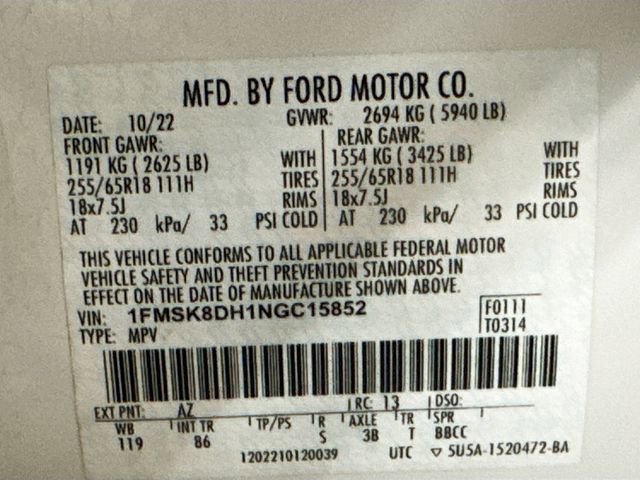 MFD. BY FORD MOTOR CO.
DATE: 10/22 GVWR: 2694 KG ( 5940 LB)
FRONT GAWR: REAR GAWR:
1191 KG ( 2625 LB) WITH 1554 KG ( 3425 LB) WITH
255/65R18 111H TIRES 255/65R18 111H TIRES
18x7.5J RIMS 18x7.5J RIMS
AT 230 kPa/ 33 PSI COLD AT 230 kPa/ 33 PSI COLD
THIS VEHICLE CONFORMS TO ALL APPLICABLE FEDERAL MOTOR
VEHICLE SAFETY AND THEFT PREVENTION STANDARDS IN
EFFECT ON THE DATE OF MANUFACTURE SHOWN ABOVE.
VIN: 1FMSK8DH1NGC15852 F0111
TYPE: MPV T0314
EXT PNT: AZ RC: 13 DSO:
WB INT TR TP/PS R AXLE TR SPR
119 86 S 3B T BBCC
1202210120039 UTC ▽ 5U5A-1520472-BA